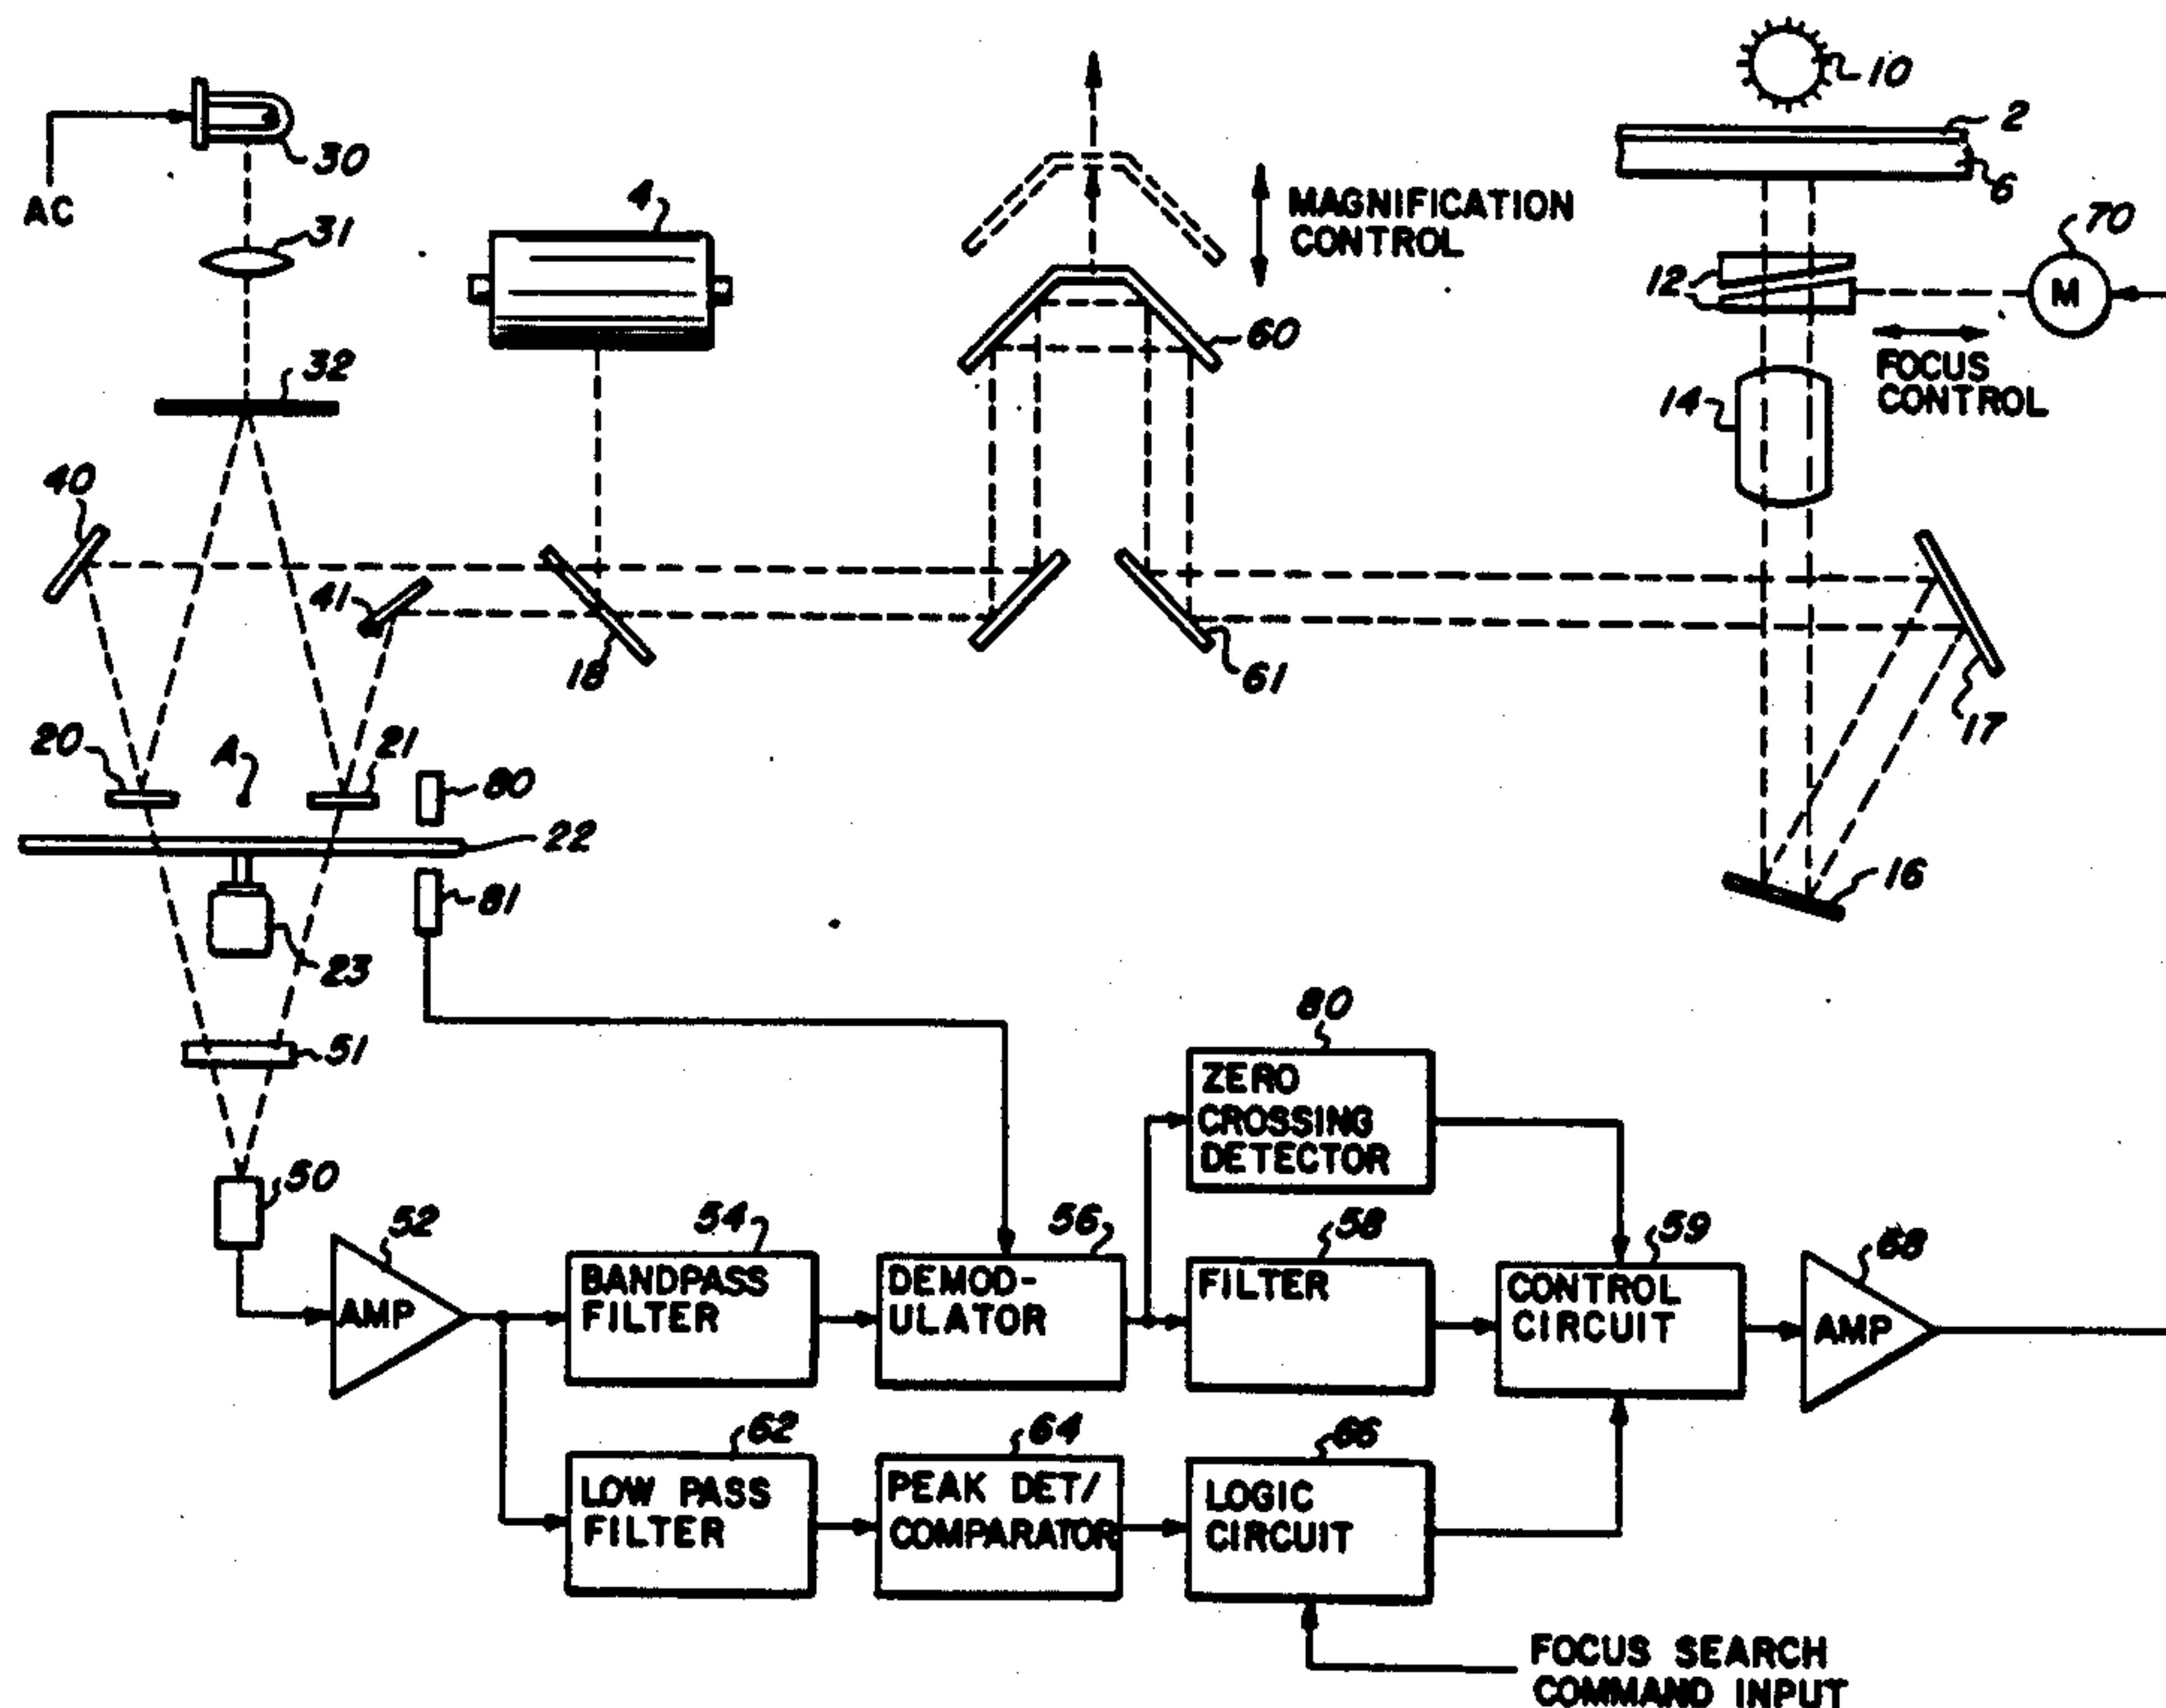 10
2
30
6
AC
4
MAGNIFICATION
CONTROL
70
31
12
M
60
32
FOCUS
CONTROL
14
40
41
18
61
17
20
A
21
80
22
16
81
23
80
51
ZERO
CROSSING
DETECTOR
50
52
54
56
58
59
68
AMP
BANDPASS
FILTER
DEMOD-
ULATOR
FILTER
CONTROL
CIRCUIT
AMP
62
64
66
LOW PASS
FILTER
PEAK DET/
COMPARATOR
LOGIC
CIRCUIT
FOCUS SEARCH
COMMAND INPUT